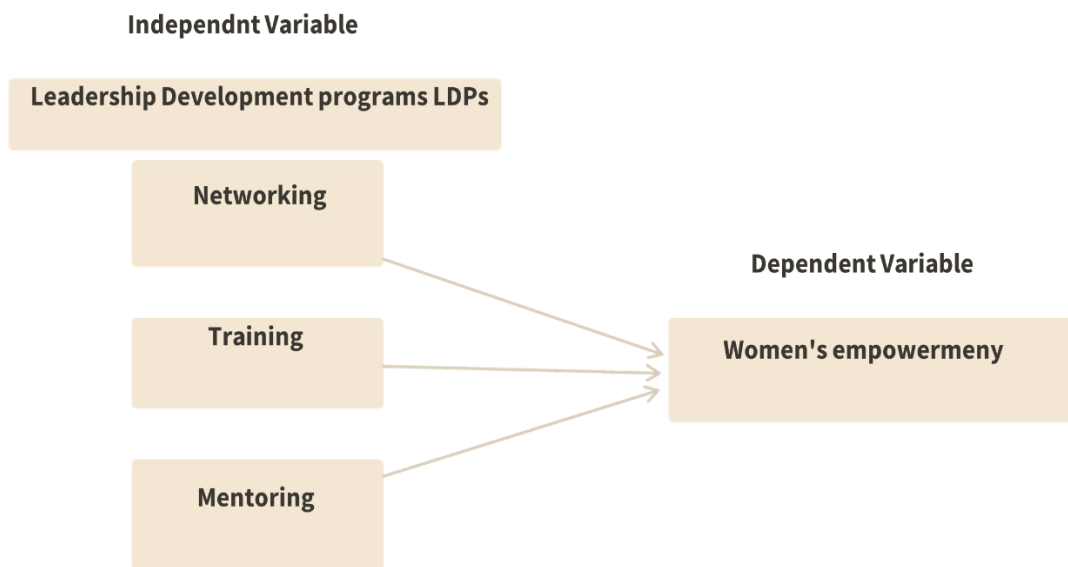 Independnt Variable
Leadership Development programs LDPs
Networking
Dependent Variable
Training
Women's empowermeny
Mentoring